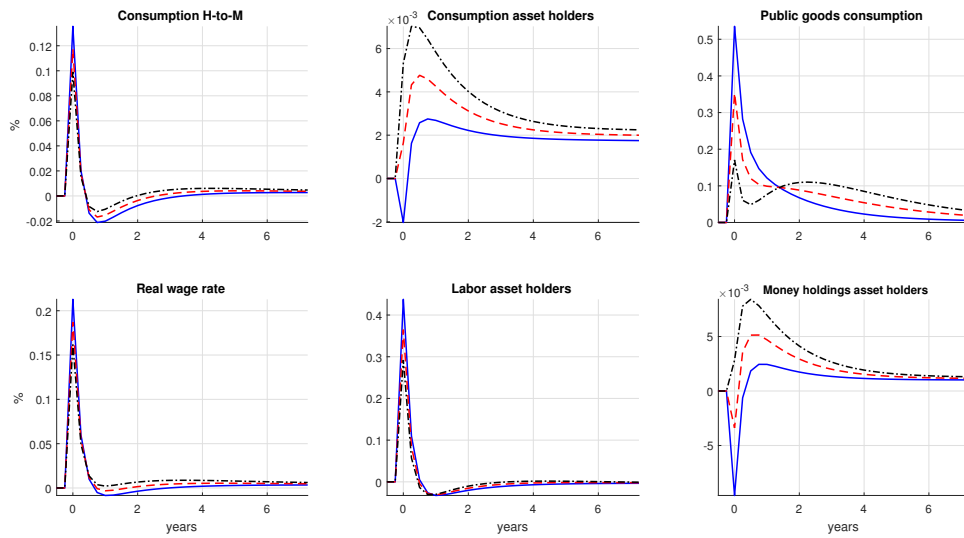 Consumption H-to-M
Consumption asset holders
Public goods consumption
×10⁻³
0.12
0.1
0.08
0.06
0.04
0.02
0
-0.02
%
0 2 4 6
6
4
2
0
-2
0 2 4 6
0.5
0.4
0.3
0.2
0.1
0
0 2 4 6
Real wage rate
Labor asset holders
Money holdings asset holders
×10⁻³
0.2
0.15
0.1
0.05
0
%
0 2 4 6
years
0.4
0.3
0.2
0.1
0
0 2 4 6
years
5
0
-5
0 2 4 6
years